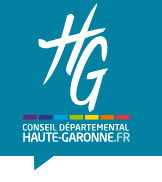 HG
CONSEIL DÉPARTEMENTAL
HAUTE-GARONNE.FR